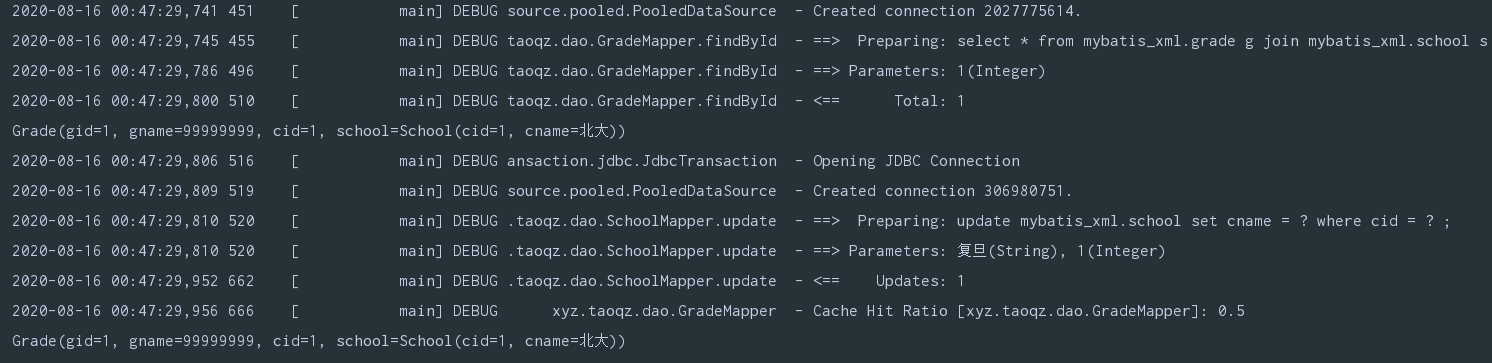 2020-08-16 00:47:29,741 451    [           main] DEBUG source.pooled.PooledDataSource  - Created connection 2027775614.
2020-08-16 00:47:29,745 455    [           main] DEBUG taoqz.dao.GradeMapper.findById  - ==>  Preparing: select * from mybatis_xml.grade g join mybatis_xml.school s
2020-08-16 00:47:29,786 496    [           main] DEBUG taoqz.dao.GradeMapper.findById  - ==> Parameters: 1(Integer)
2020-08-16 00:47:29,800 510    [           main] DEBUG taoqz.dao.GradeMapper.findById  - <==      Total: 1
Grade(gid=1, gname=99999999, cid=1, school=School(cid=1, cname=北大))
2020-08-16 00:47:29,806 516    [           main] DEBUG ansaction.jdbc.JdbcTransaction  - Opening JDBC Connection
2020-08-16 00:47:29,809 519    [           main] DEBUG source.pooled.PooledDataSource  - Created connection 306980751.
2020-08-16 00:47:29,810 520    [           main] DEBUG .taoqz.dao.SchoolMapper.update  - ==>  Preparing: update mybatis_xml.school set cname = ? where cid = ? ;
2020-08-16 00:47:29,810 520    [           main] DEBUG .taoqz.dao.SchoolMapper.update  - ==> Parameters: 复旦(String), 1(Integer)
2020-08-16 00:47:29,952 662    [           main] DEBUG .taoqz.dao.SchoolMapper.update  - <==    Updates: 1
2020-08-16 00:47:29,956 666    [           main] DEBUG      xyz.taoqz.dao.GradeMapper  - Cache Hit Ratio [xyz.taoqz.dao.GradeMapper]: 0.5
Grade(gid=1, gname=99999999, cid=1, school=School(cid=1, cname=北大))